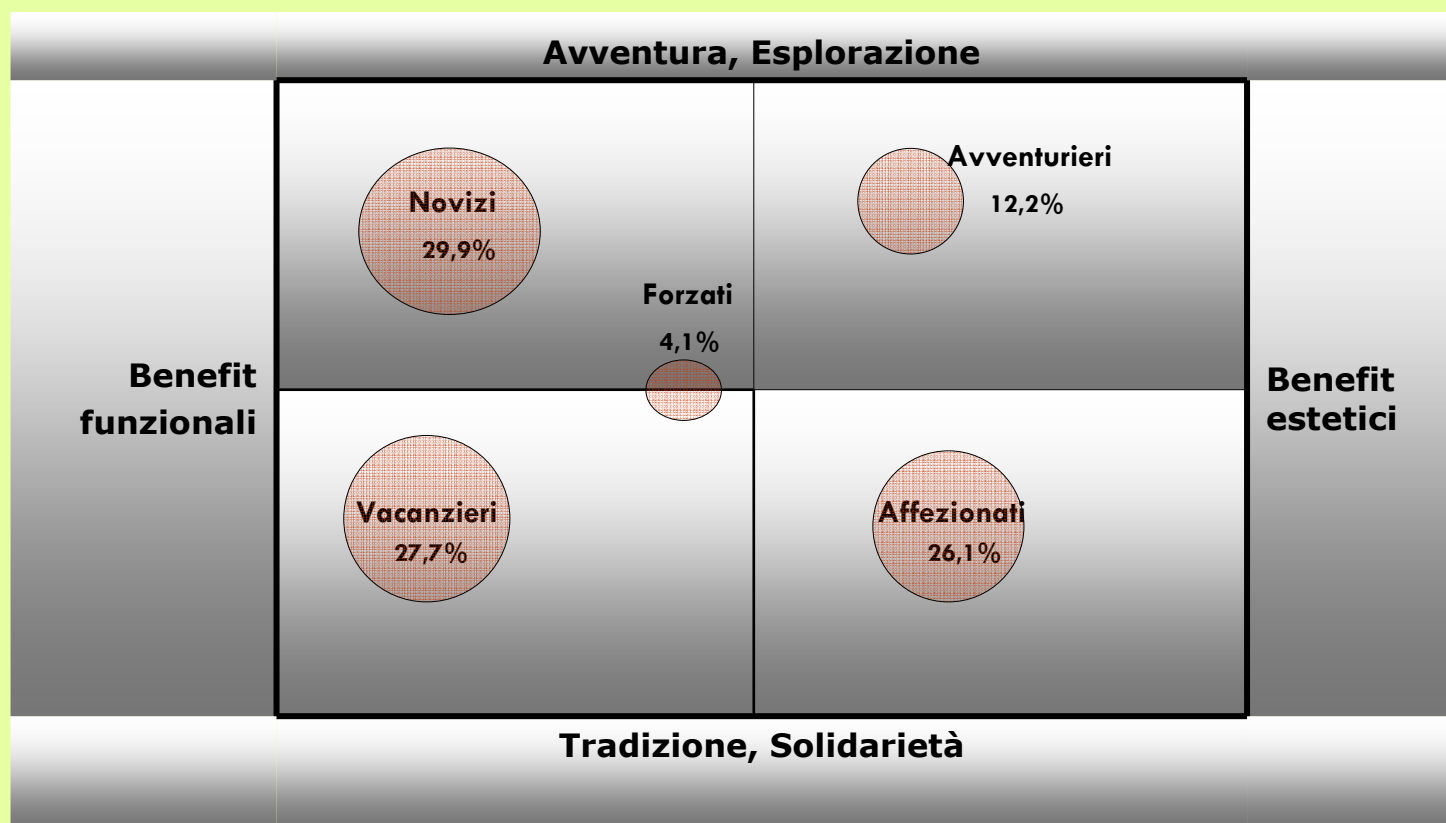 Avventura, Esplorazione
Avventurieri
12,2%
Novizi
29,9%
Forzati
4,1%
Benefit
funzionali
Benefit
estetici
Vacanzieri
27,7%
Affezionati
26,1%
Tradizione, Solidarietà